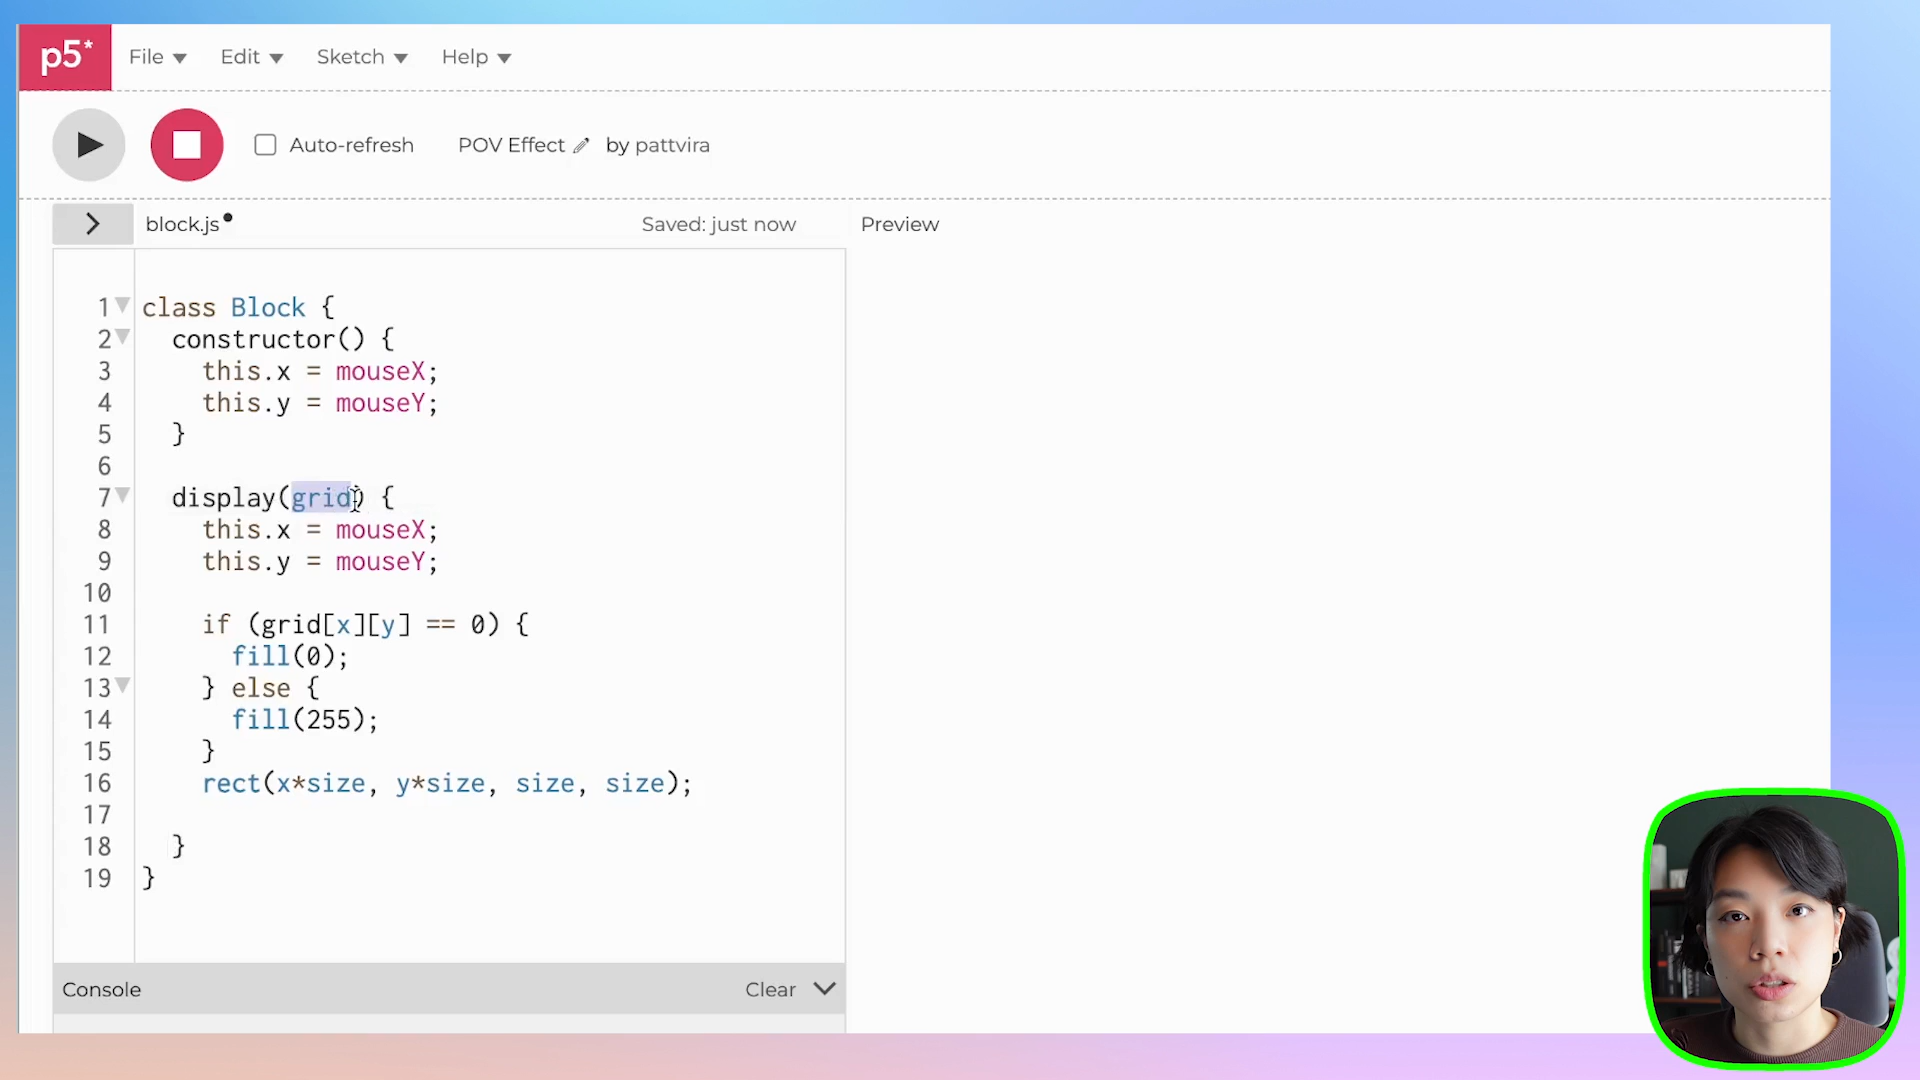 p5*
File Edit Sketch Help
Auto-refresh POV Effect by pattvira
block.js Saved: just now Preview
1 class Block {
2 constructor() {
3 this.x = mouseX;
4 this.y = mouseY;
5 }
6
7 display(grid) {
8 this.x = mouseX;
9 this.y = mouseY;
10
11 if (grid[x][y] == 0) {
12 fill(0);
13 } else {
14 fill(255);
15 }
16 rect(x*size, y*size, size, size);
17
18 }
19 }
Console Clear